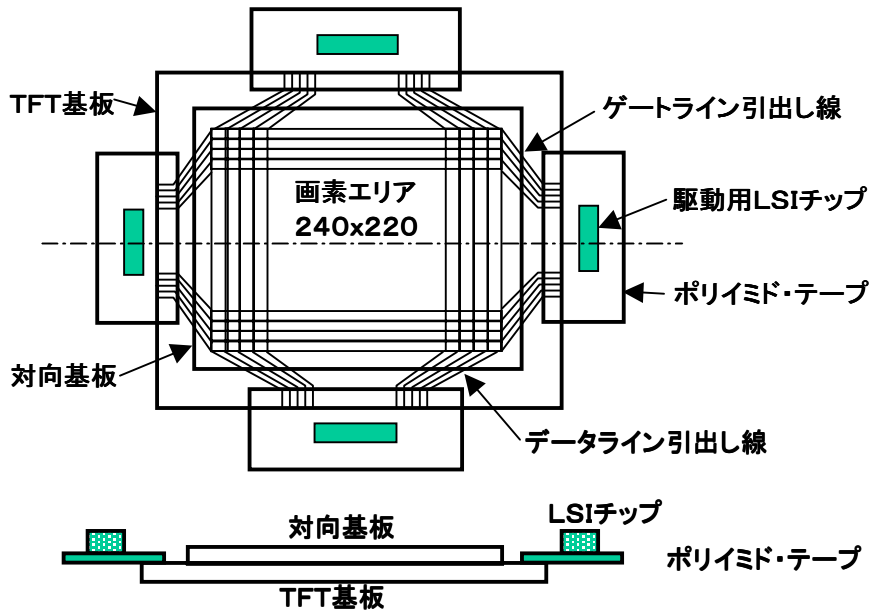 TFT基板
ゲートライン引出し線
画素エリア
240x220
駆動用LSIチップ
ポリイミド・テープ
対向基板
データライン引出し線
対向基板
LSIチップ
ポリイミド・テープ
TFT基板